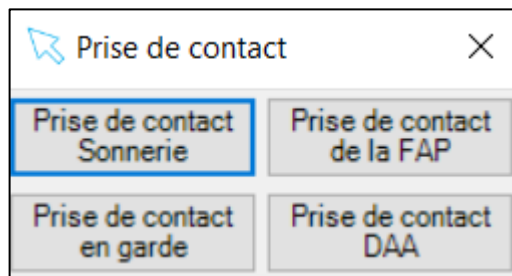 Prise de contact
Prise de contact
Sonnerie
Prise de contact
de la FAP
Prise de contact
en garde
Prise de contact
DAA